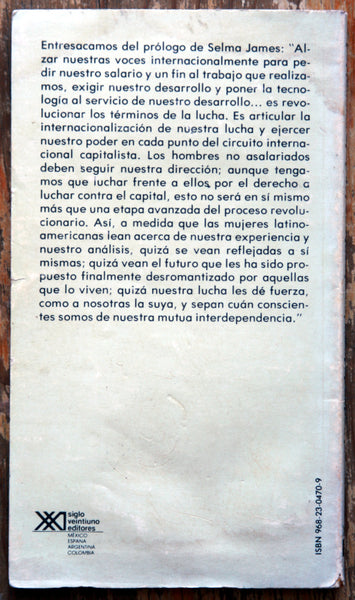 Entresacamos del prólogo de Selma James: "Al-
zar nuestras voces internacionalmente para pe-
dir nuestro salario y un fin al trabajo que realiza-
mos, exigir nuestro desarrollo y poner la tecno-
logía al servicio de nuestro desarrollo... es revo-
lucionar los términos de la lucha. Es articular la
internacionalización de nuestra lucha y ejercer
nuestro poder en cada punto del circuito interna-
cional capitalista. Los hombres no asalariados
deben seguir nuestra dirección; aunque tenga-
mos que luchar frente a ellos por el derecho a
luchar contra el capital, esto no será en sí mismo
más que una etapa avanzada del proceso revolu-
cionario. Así, a medida que las mujeres latino-
americanas lean acerca de nuestra experiencia y
nuestro análisis, quizá se vean reflejadas a sí
mismas; quizá vean el futuro que les ha sido pro-
puesto finalmente desromantizado por aquellas
que lo viven; quizá nuestra lucha les dé fuerza,
como a nosotras la suya, y sepan cuán conscien-
tes somos de nuestra mutua interdependencia."
siglo
veintiuno
editores
MÉXICO
ESPAÑA
ARGENTINA
COLOMBIA
ISBN 968-23-0470-9